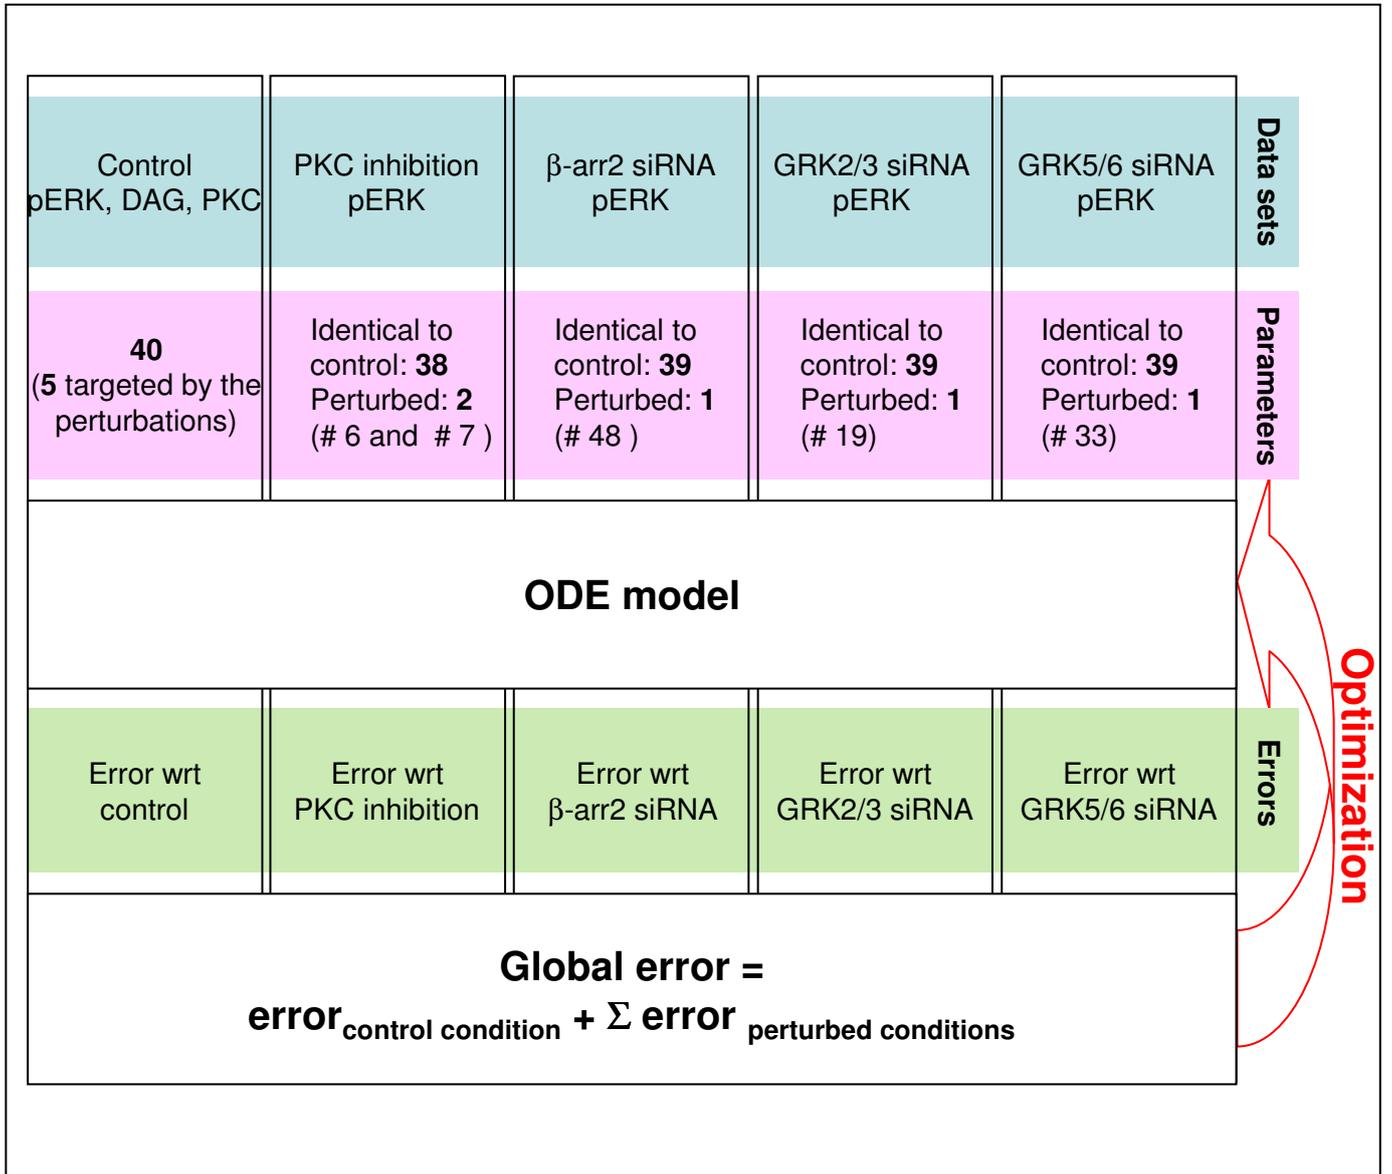 Control
pERK, DAG, PKC
PKC inhibition
pERK
β-arr2 siRNA
pERK
GRK2/3 siRNA
pERK
GRK5/6 siRNA
pERK
Data sets
40
(5 targeted by the
perturbations)
Identical to
control: 38
Perturbed: 2
(# 6 and # 7 )
Identical to
control: 39
Perturbed: 1
(# 48 )
Identical to
control: 39
Perturbed: 1
(# 19)
Identical to
control: 39
Perturbed: 1
(# 33)
Parameters
ODE model
Optimization
Error wrt
control
Error wrt
PKC inhibition
Error wrt
β-arr2 siRNA
Error wrt
GRK2/3 siRNA
Error wrt
GRK5/6 siRNA
Errors
Global error =
error control condition + Σ error perturbed conditions